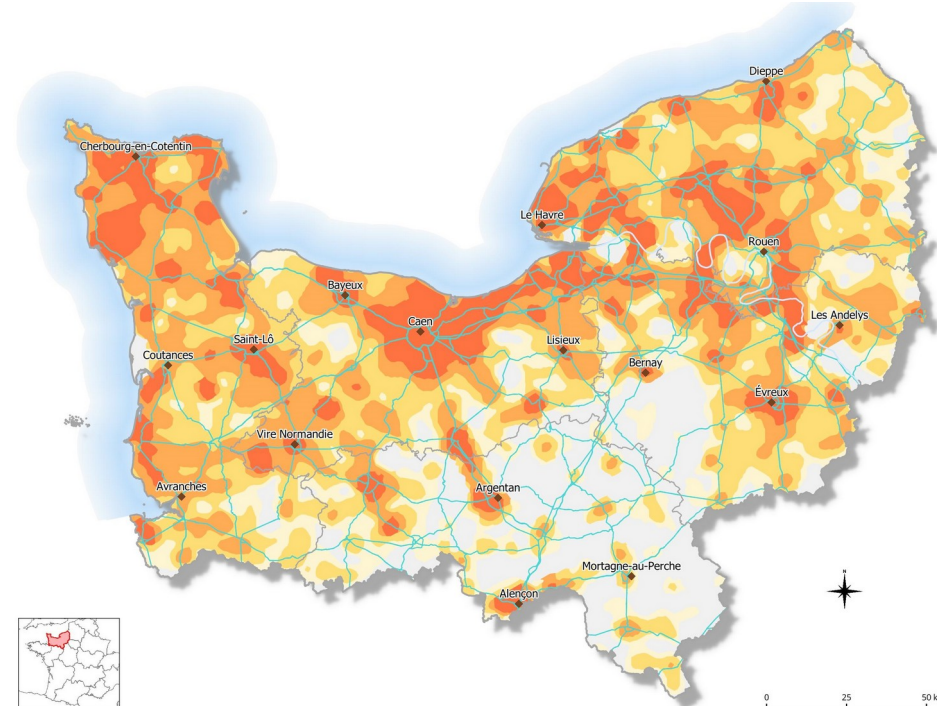 Dieppe
Cherbourg-en-Cotentin
Le Havre
Rouen
Bayeux
Les Andelys
Caen
Saint-Lô
Lisieux
Coutances
Bernay
Évreux
Vire Normandie
Avranches
Argentan
Mortagne-au-Perche
N
Alençon
0 25 50 k